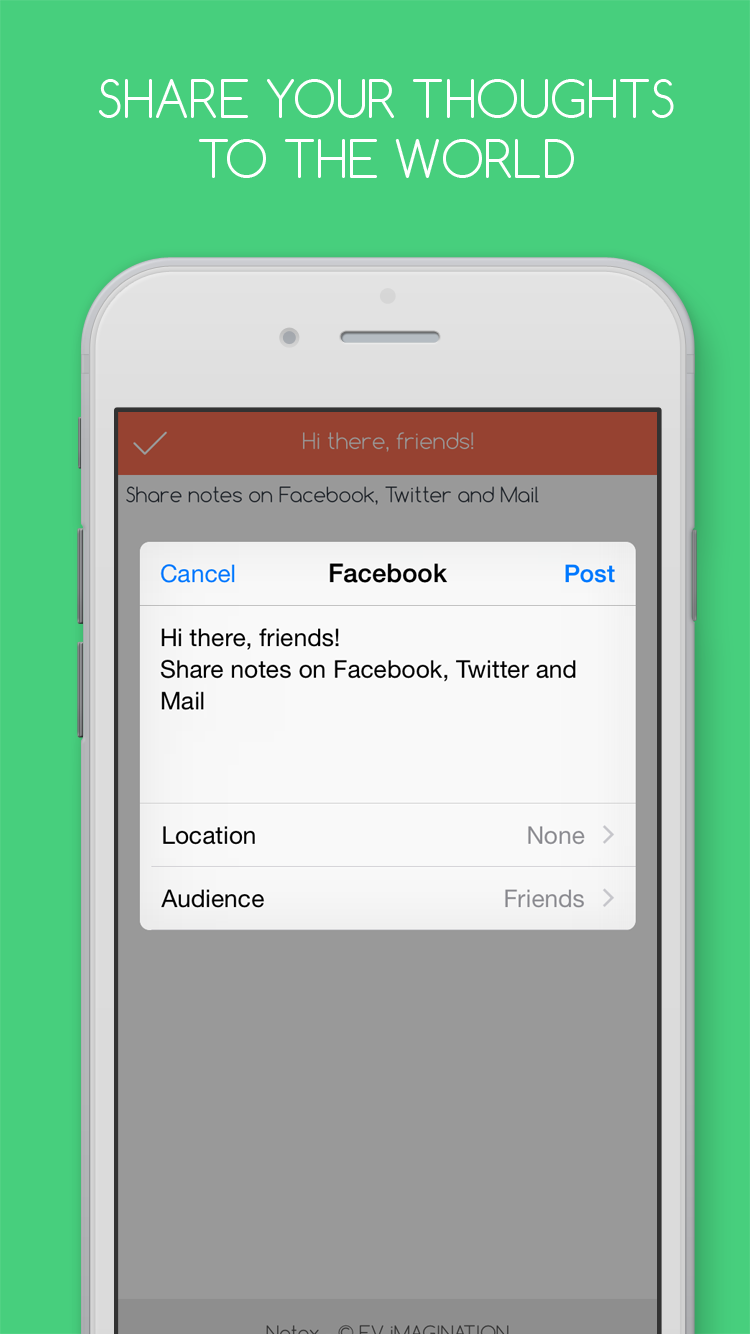 SHARE YOUR THOUGHTS
TO THE WORLD
Hi there, friends!
Share notes on Facebook, Twitter and Mail
Cancel Facebook Post
Hi there, friends!
Share notes on Facebook, Twitter and
Mail
Location None
Audience Friends
Notex © EV iMAGINATION